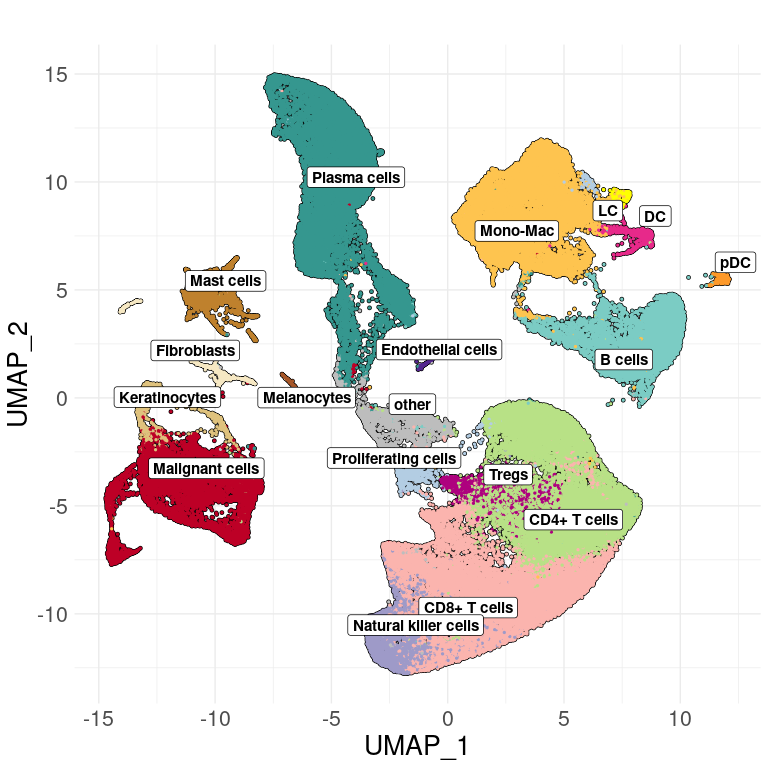 15
10
5
0
-5
-10
UMAP_2
Plasma cells
LC
DC
Mono-Mac
pDC
Mast cells
Fibroblasts
Endothelial cells
B cells
Keratinocytes
Melanocytes
other
Proliferating cells
Malignant cells
Tregs
CD4+ T cells
CD8+ T cells
Natural killer cells
-15
-10
-5
0
5
10
UMAP_1